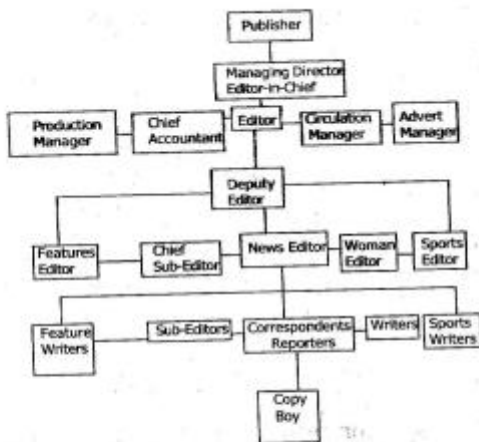 Publisher
Managing Director
Editor-in-Chief
Production
Manager
Chief
Accountant
Editor
Circulation
Manager
Advert
Manager
Deputy
Editor
Features
Editor
Chief
Sub-Editor
News Editor
Woman
Editor
Sports
Editor
Feature
Writers
Sub-Editors
Correspondents
Reporters
Writers
Sports
Writers
Copy
Boy